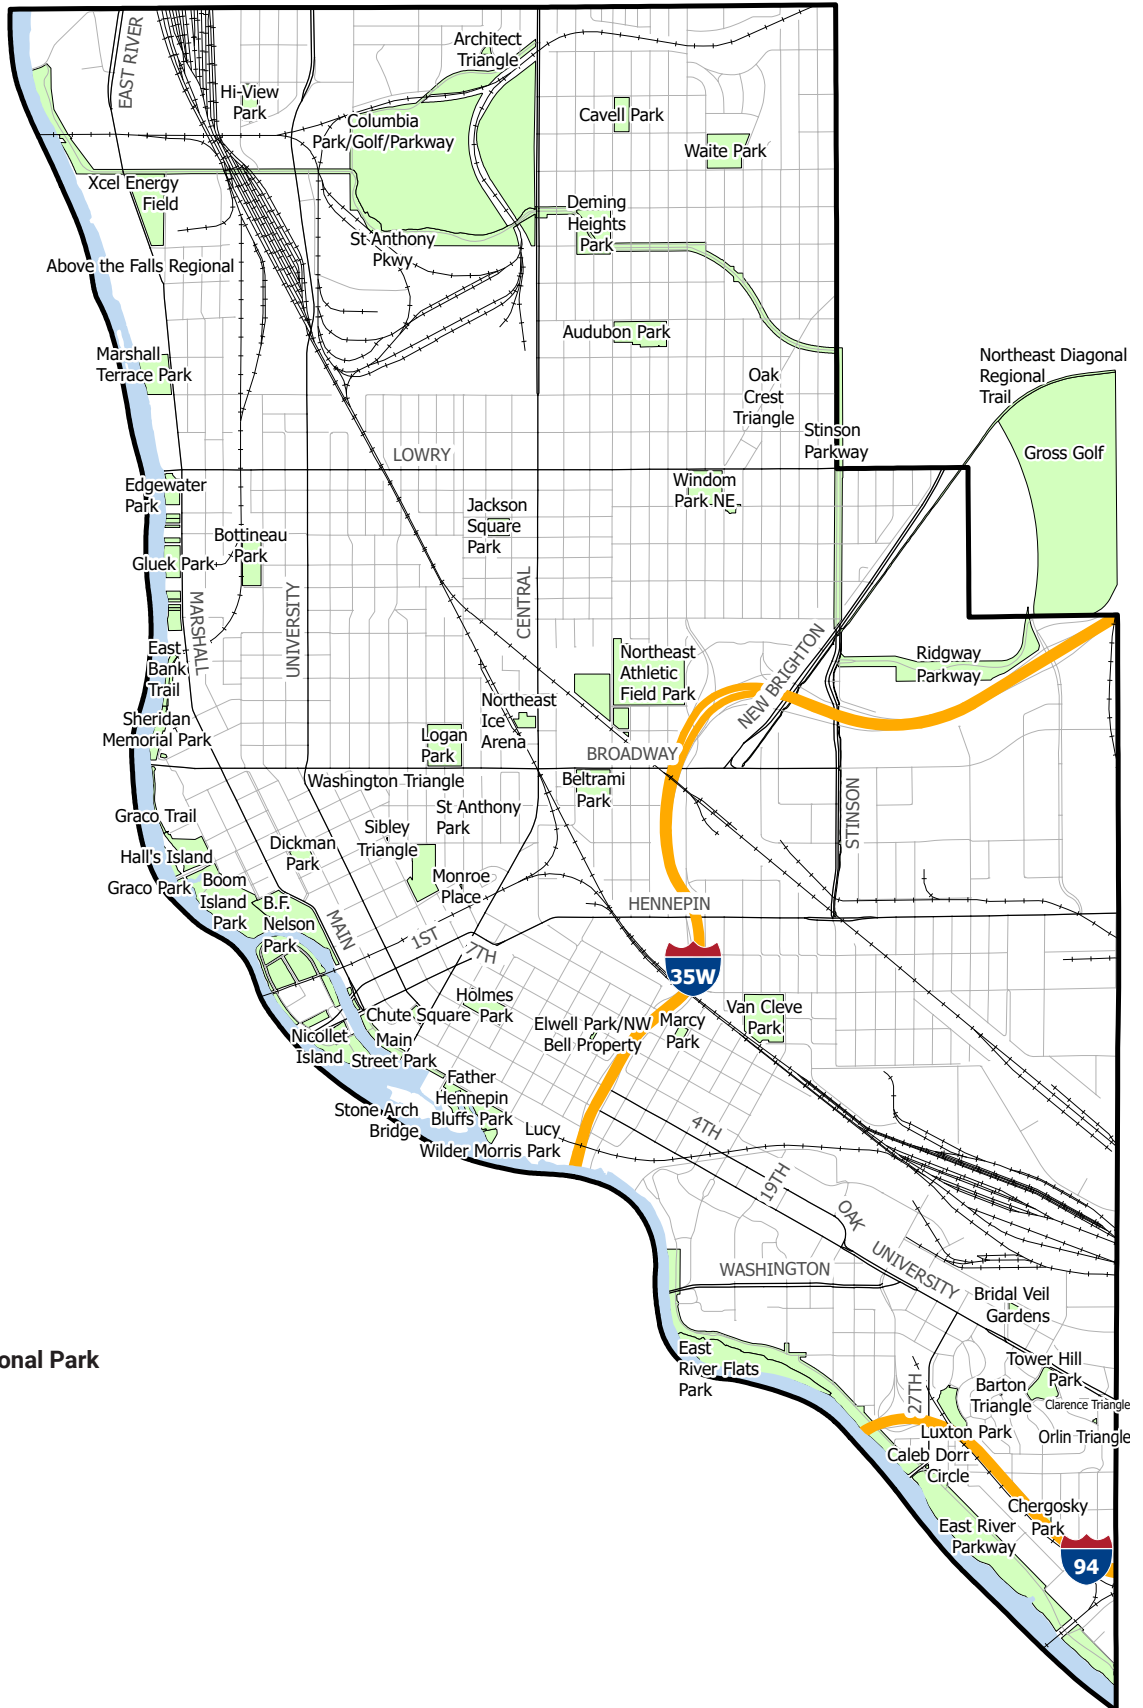 EAST RIVER
Architect
Triangle
Hi-View
Park
Cavell Park
Columbia
Park/Golf/Parkway
Waite Park
Xcel Energy
Field
Deming
Heights
Park
St Anthony
Pkwy
Above the Falls Regional
Audubon Park
Marshall
Terrace Park
Northeast Diagonal
Regional
Trail
Oak
Crest
Triangle
Stinson
Parkway
Gross Golf
LOWRY
Edgewater
Park
Windom
Park NE
Jackson
Square
Park
Bottineau
Park
Gluek Park
MARSHALL
UNIVERSITY
CENTRAL
East
Bank
Trail
Northeast
Athletic
Field Park
NEW BRIGHTON
Ridgway
Parkway
Northeast
Ice
Arena
Sheridan
Memorial Park
Logan
Park
BROADWAY
Washington Triangle
Beltrami
Park
STINSON
St Anthony
Park
Graco Trail
Sibley
Triangle
Dickman
Park
Hall's Island
Monroe
Place
Graco Park
Boom
Island
Park
B.F.
Nelson
Park
HENNEPIN
MAIN
1ST
7TH
35W
Holmes
Park
Chute Square
Van Cleve
Park
Elwell Park/NW
Bell Property
Marcy
Park
Nicollet
Island
Main
Street Park
Father
Hennepin
Bluffs Park
Stone Arch
Bridge
Lucy
Wilder Morris Park
4TH
19TH
OAK
UNIVERSITY
WASHINGTON
Bridal Veil
Gardens
East
River Flats
Park
onal Park
Tower Hill
Park
27TH
Barton
Triangle
Clarence Triangle
Luxton Park
Orlin Triangle
Caleb Dorr
Circle
Chergosky
Park
East River
Parkway
94